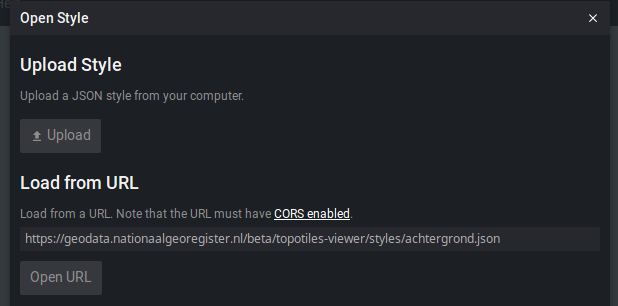 Open Style
Upload Style
Upload a JSON style from your computer.
Upload
Load from URL
Load from a URL. Note that the URL must have CORS enabled.
https://geodata.nationaalgeoregister.nl/beta/topotiles-viewer/styles/achtergrond.json
Open URL